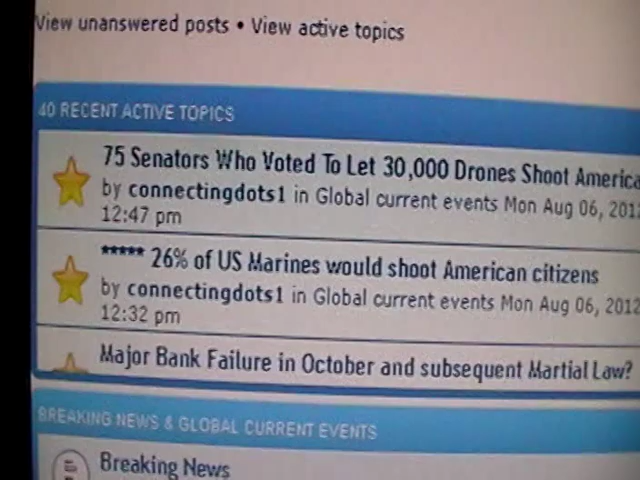 View unanswered posts • View active topics
40 RECENT ACTIVE TOPICS
75 Senators Who Voted To Let 30,000 Drones Shoot America
by connectingdots1 in Global current events Mon Aug 06, 2012
12:47 pm
***** 26% of US Marines would shoot American citizens
by connectingdots1 in Global current events Mon Aug 06, 2012
12:32 pm
Major Bank Failure in October and subsequent Martial Law?
BREAKING NEWS & GLOBAL CURRENT EVENTS
Breaking News